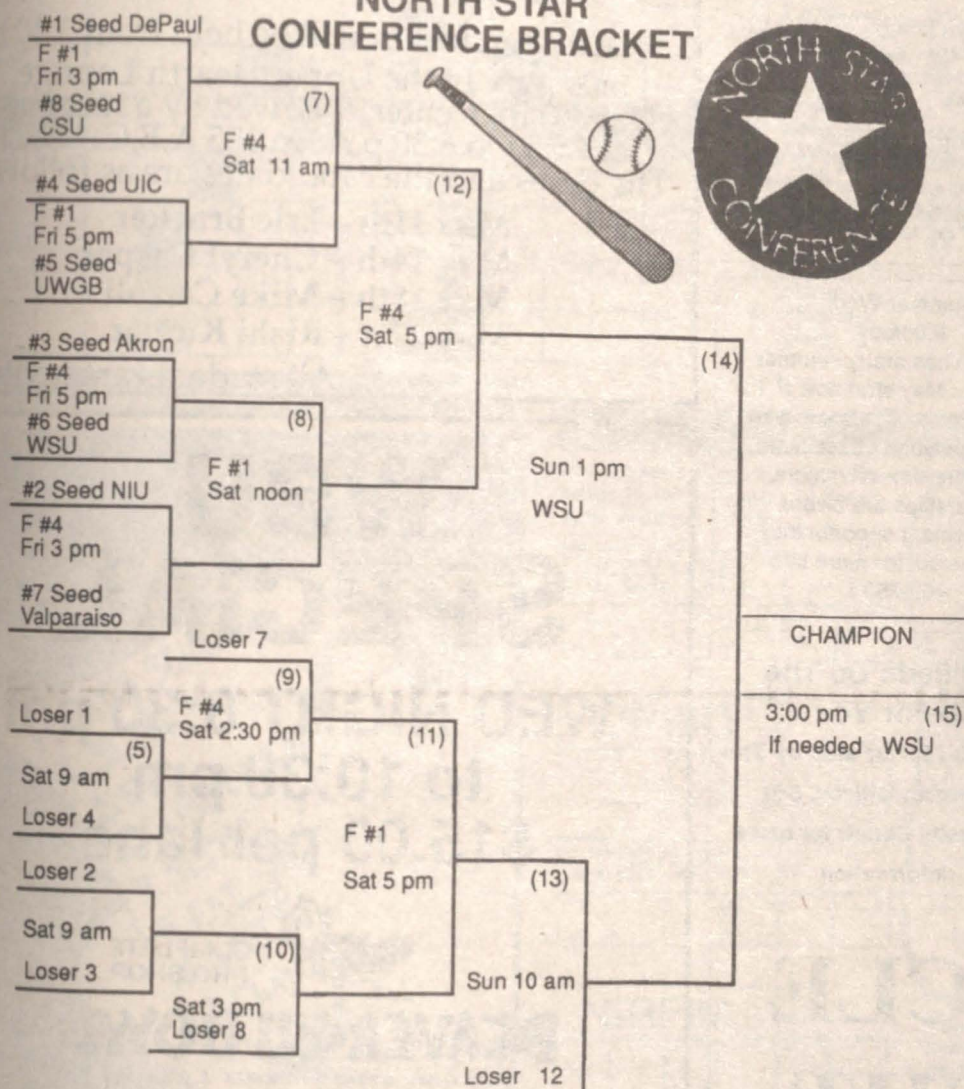 NORTH STAR
CONFERENCE BRACKET
NORTH STAR
CONFERENCE
#1 Seed DePaul
F #1
Fri 3 pm
#8 Seed
CSU
(7)
F #4
Sat 11 am
#4 Seed UIC
F #1
Fri 5 pm
#5 Seed
UWGB
(12)
F #4
Sat 5 pm
#3 Seed Akron
F #4
Fri 5 pm
#6 Seed
WSU
(8)
F #1
Sat noon
#2 Seed NIU
F #4
Fri 3 pm
#7 Seed
Valparaiso
(14)
Sun 1 pm
WSU
CHAMPION
3:00 pm (15)
If needed WSU
Loser 7
(9)
F #4
Sat 2:30 pm
Loser 1
(5)
Sat 9 am
Loser 4
(11)
F #1
Sat 5 pm
Loser 2
Sat 9 am
Loser 3
(10)
Sat 3 pm
Loser 8
(13)
Sun 10 am
Loser 12